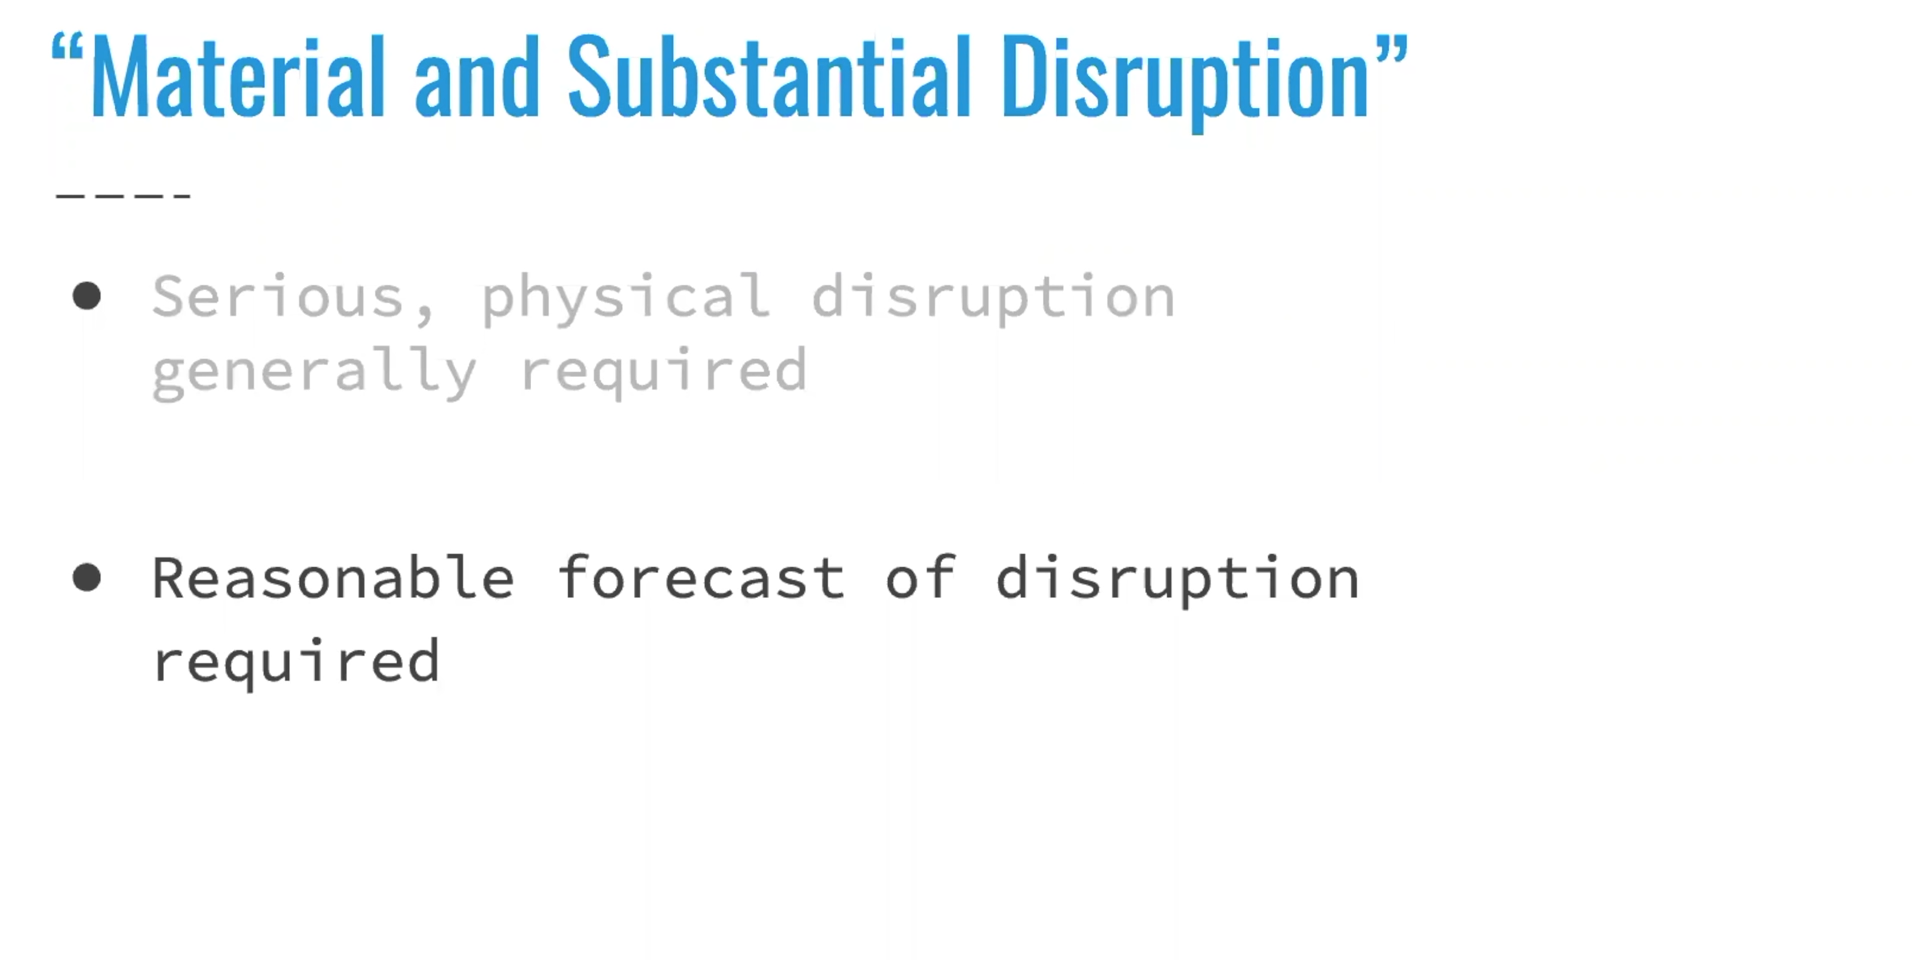 “Material and Substantial Disruption”
● Serious, physical disruption
generally required
● Reasonable forecast of disruption
required